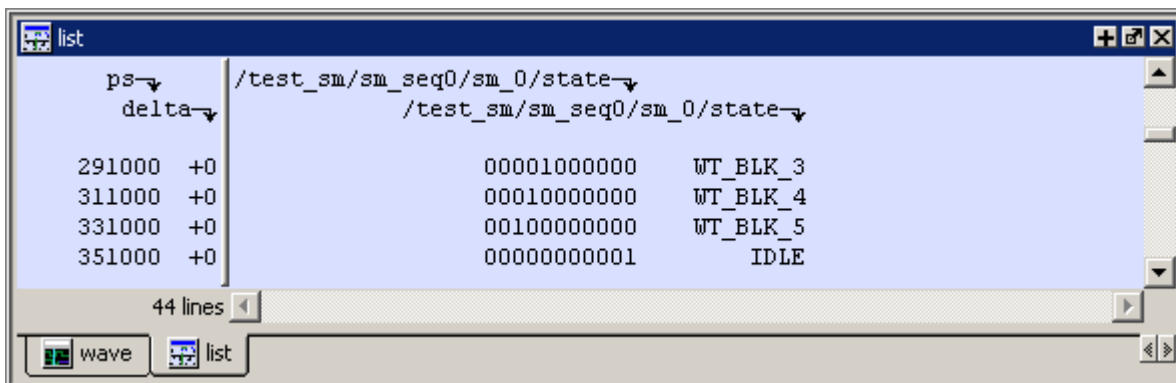 list
ps /test_sm/sm_seq0/sm_0/state
delta /test_sm/sm_seq0/sm_0/state
291000 +0 00001000000 WT_BLK_3
311000 +0 00010000000 WT_BLK_4
331000 +0 00100000000 WT_BLK_5
351000 +0 00000000001 IDLE
44 lines
wave list